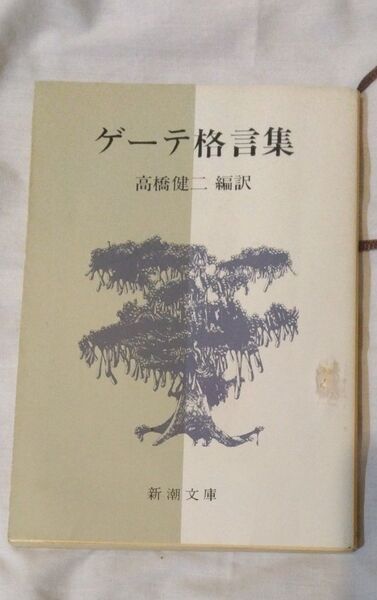 ゲーテ格言集
高橋健二 編訳
新潮文庫